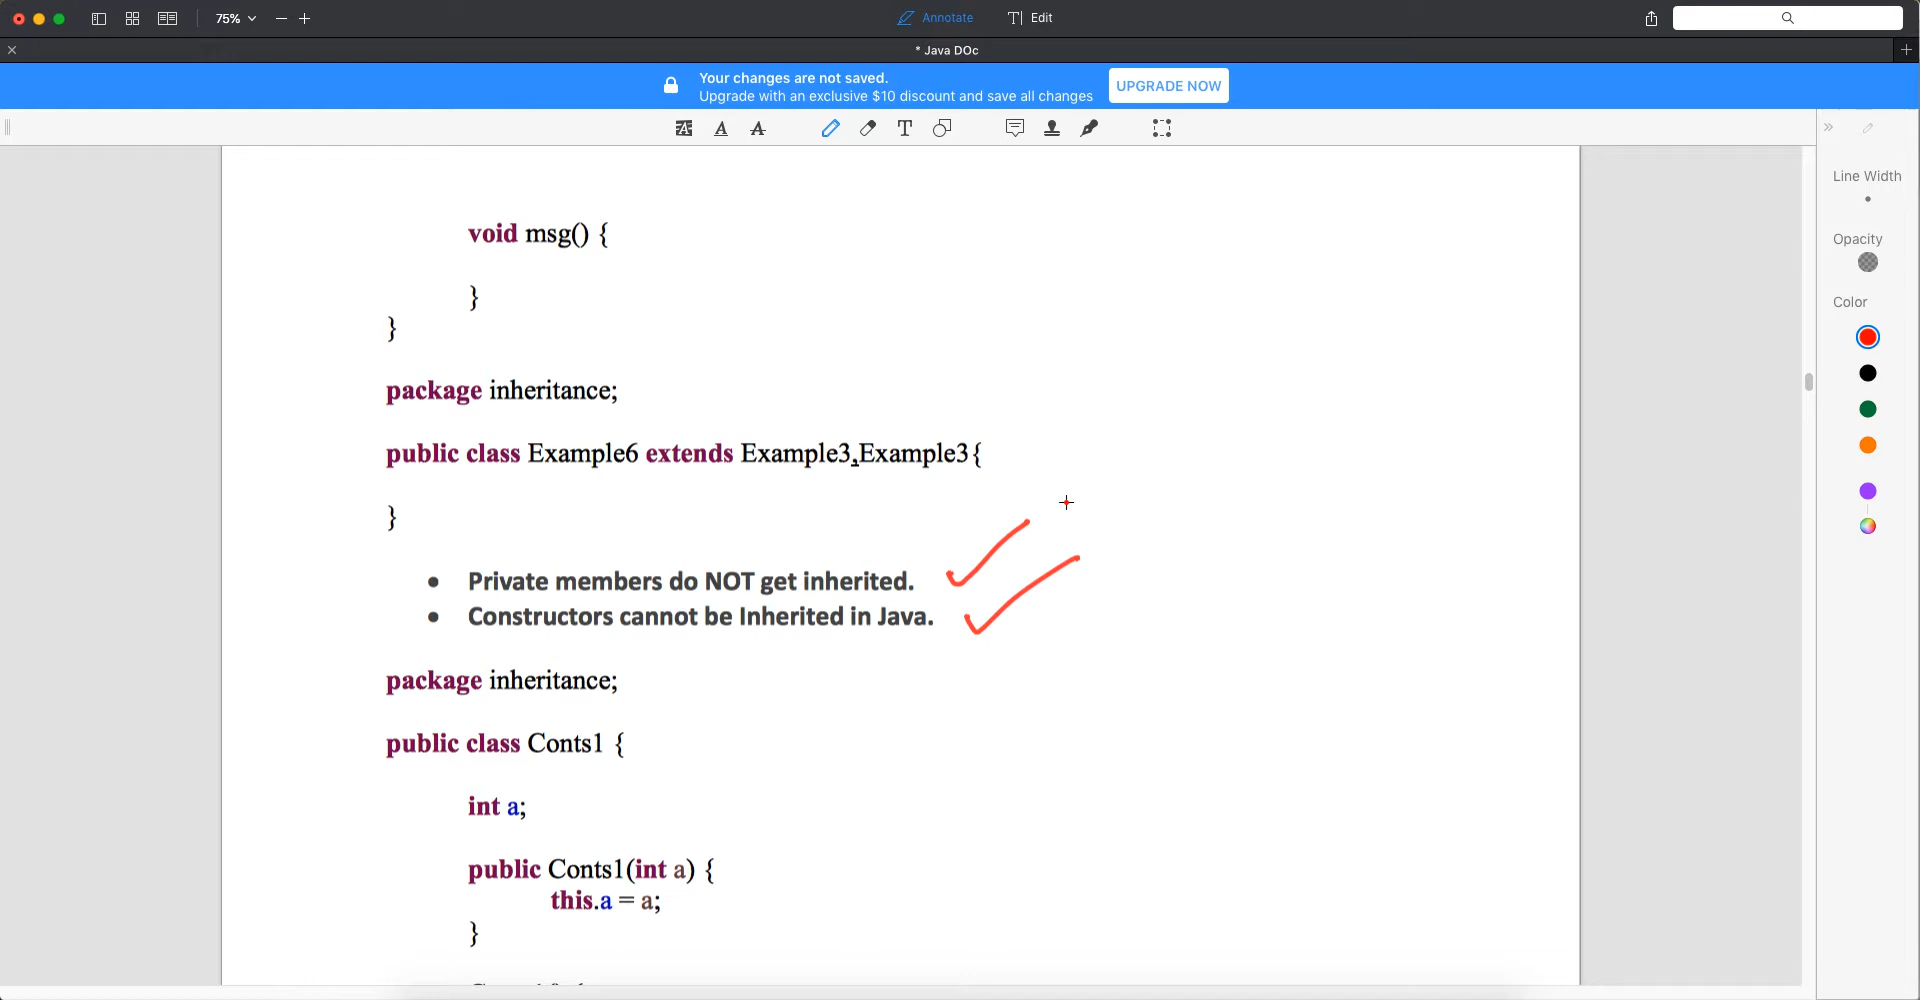 75%
Annotate
Edit
* Java DOc
Your changes are not saved.
Upgrade with an exclusive $10 discount and save all changes
UPGRADE NOW
Line Width
Opacity
Color
void msg() {
}
}
package inheritance;
public class Example6 extends Example3,Example3{
}
• Private members do NOT get inherited.
• Constructors cannot be Inherited in Java.
package inheritance;
public class Conts1 {
int a;
public Conts1(int a) {
this.a = a;
}